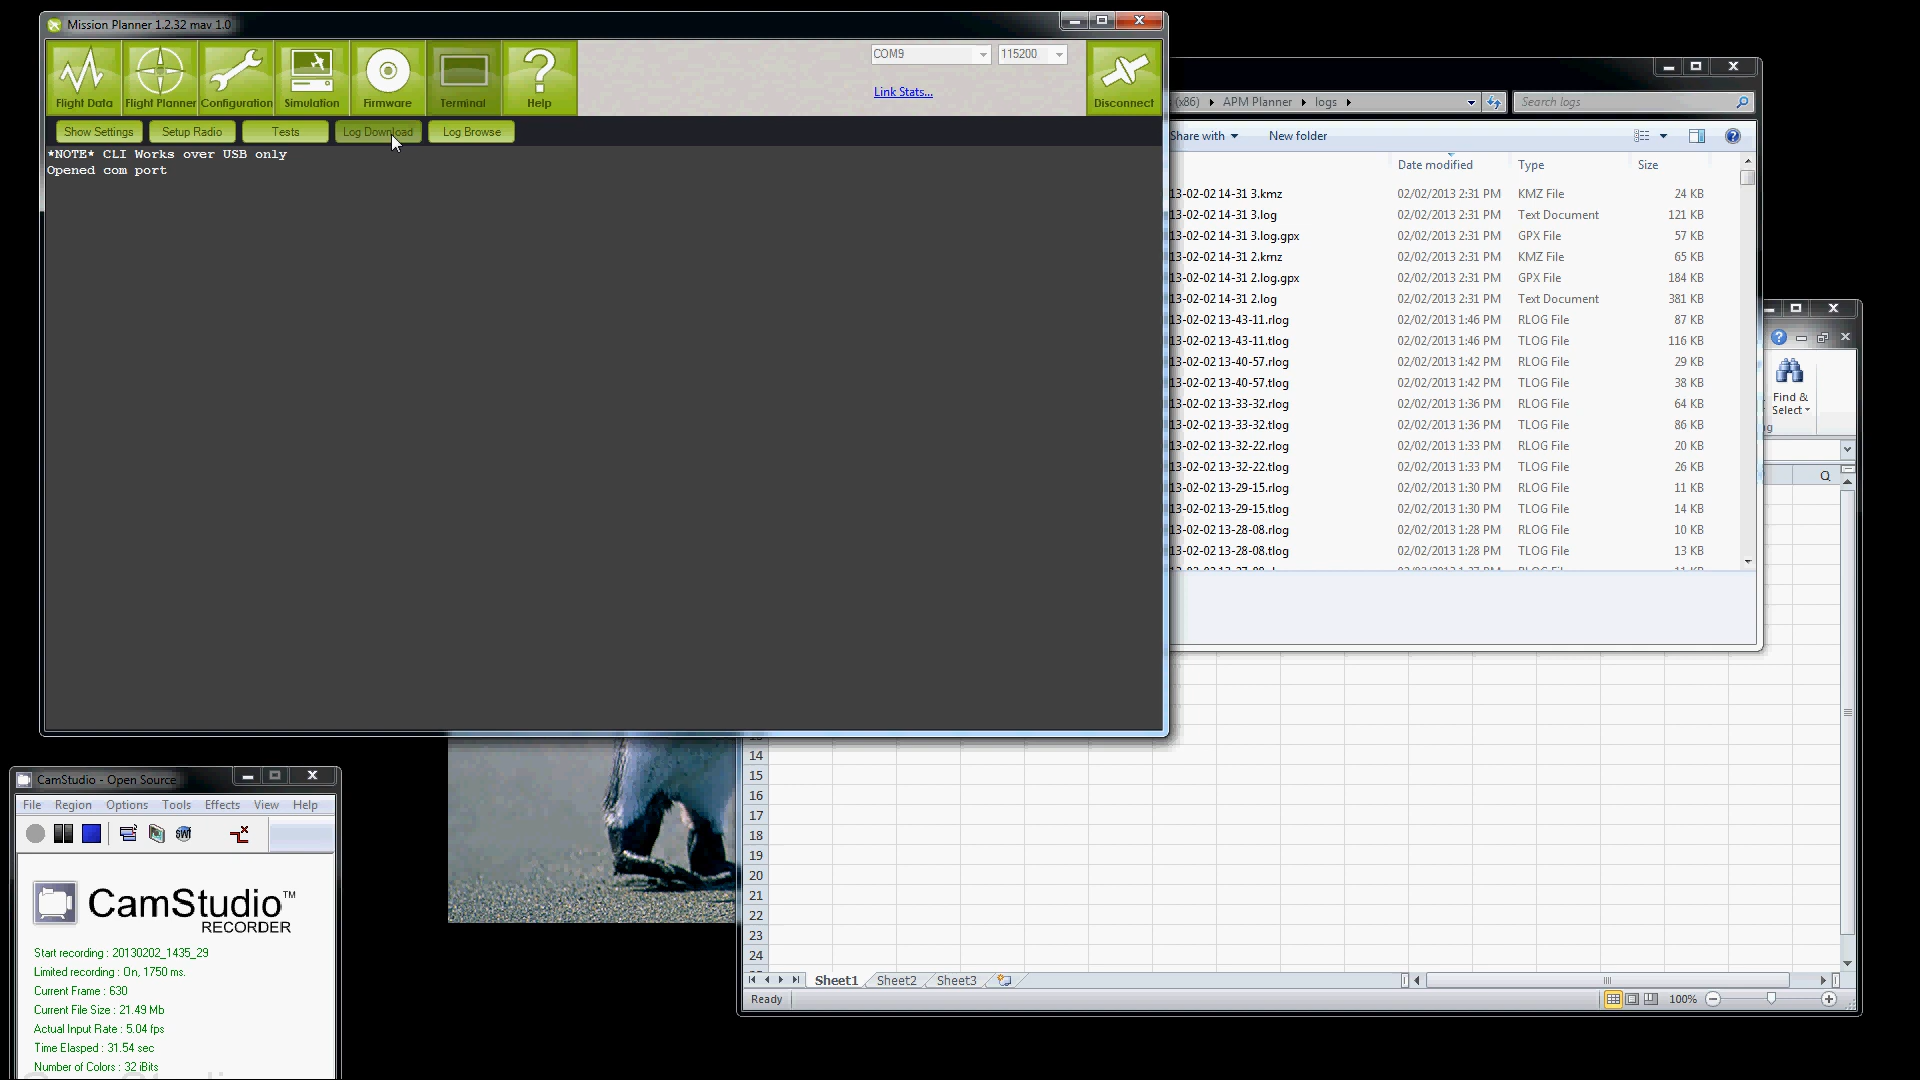 Mission Planner 1.2.32 mav 1.0
Flight Data
Flight Planner
Configuration
Simulation
Firmware
Terminal
Help
COM9
115200
Link Stats...
Disconnect
Show Settings
Setup Radio
Tests
Log Download
Log Browse
*NOTE* CLI Works over USB only
Opened com port
(x86) APM Planner logs
Search logs
Share with
New folder
Date modified Type Size
13-02-02 14-31 3.kmz 02/02/2013 2:31 PM KMZ File 24 KB
13-02-02 14-31 3.log 02/02/2013 2:31 PM Text Document 121 KB
13-02-02 14-31 3.log.gpx 02/02/2013 2:31 PM GPX File 57 KB
13-02-02 14-31 2.kmz 02/02/2013 2:31 PM KMZ File 65 KB
13-02-02 14-31 2.log.gpx 02/02/2013 2:31 PM GPX File 184 KB
13-02-02 14-31 2.log 02/02/2013 2:31 PM Text Document 381 KB
13-02-02 13-43-11.rlog 02/02/2013 1:46 PM RLOG File 87 KB
13-02-02 13-43-11.tlog 02/02/2013 1:46 PM TLOG File 116 KB
13-02-02 13-40-57.rlog 02/02/2013 1:42 PM RLOG File 29 KB
13-02-02 13-40-57.tlog 02/02/2013 1:42 PM TLOG File 38 KB
13-02-02 13-33-32.rlog 02/02/2013 1:36 PM RLOG File 64 KB
13-02-02 13-33-32.tlog 02/02/2013 1:36 PM TLOG File 86 KB
13-02-02 13-32-22.rlog 02/02/2013 1:33 PM RLOG File 20 KB
13-02-02 13-32-22.tlog 02/02/2013 1:33 PM TLOG File 26 KB
13-02-02 13-29-15.rlog 02/02/2013 1:30 PM RLOG File 11 KB
13-02-02 13-29-15.tlog 02/02/2013 1:30 PM TLOG File 14 KB
13-02-02 13-28-08.rlog 02/02/2013 1:28 PM RLOG File 10 KB
13-02-02 13-28-08.tlog 02/02/2013 1:28 PM TLOG File 13 KB
Find &
Select
Q
14
15
16
17
18
19
20
21
22
23
24
Sheet1 Sheet2 Sheet3
Ready
100%
CamStudio - Open Source
File Region Options Tools Effects View Help
SWF
CamStudio™
RECORDER
Start recording : 20130202_1435_29
Limited recording : On, 1750 ms.
Current Frame : 630
Current File Size : 21.49 Mb
Actual Input Rate : 5.04 fps
Time Elasped : 31.54 sec
Number of Colors : 32 iBits